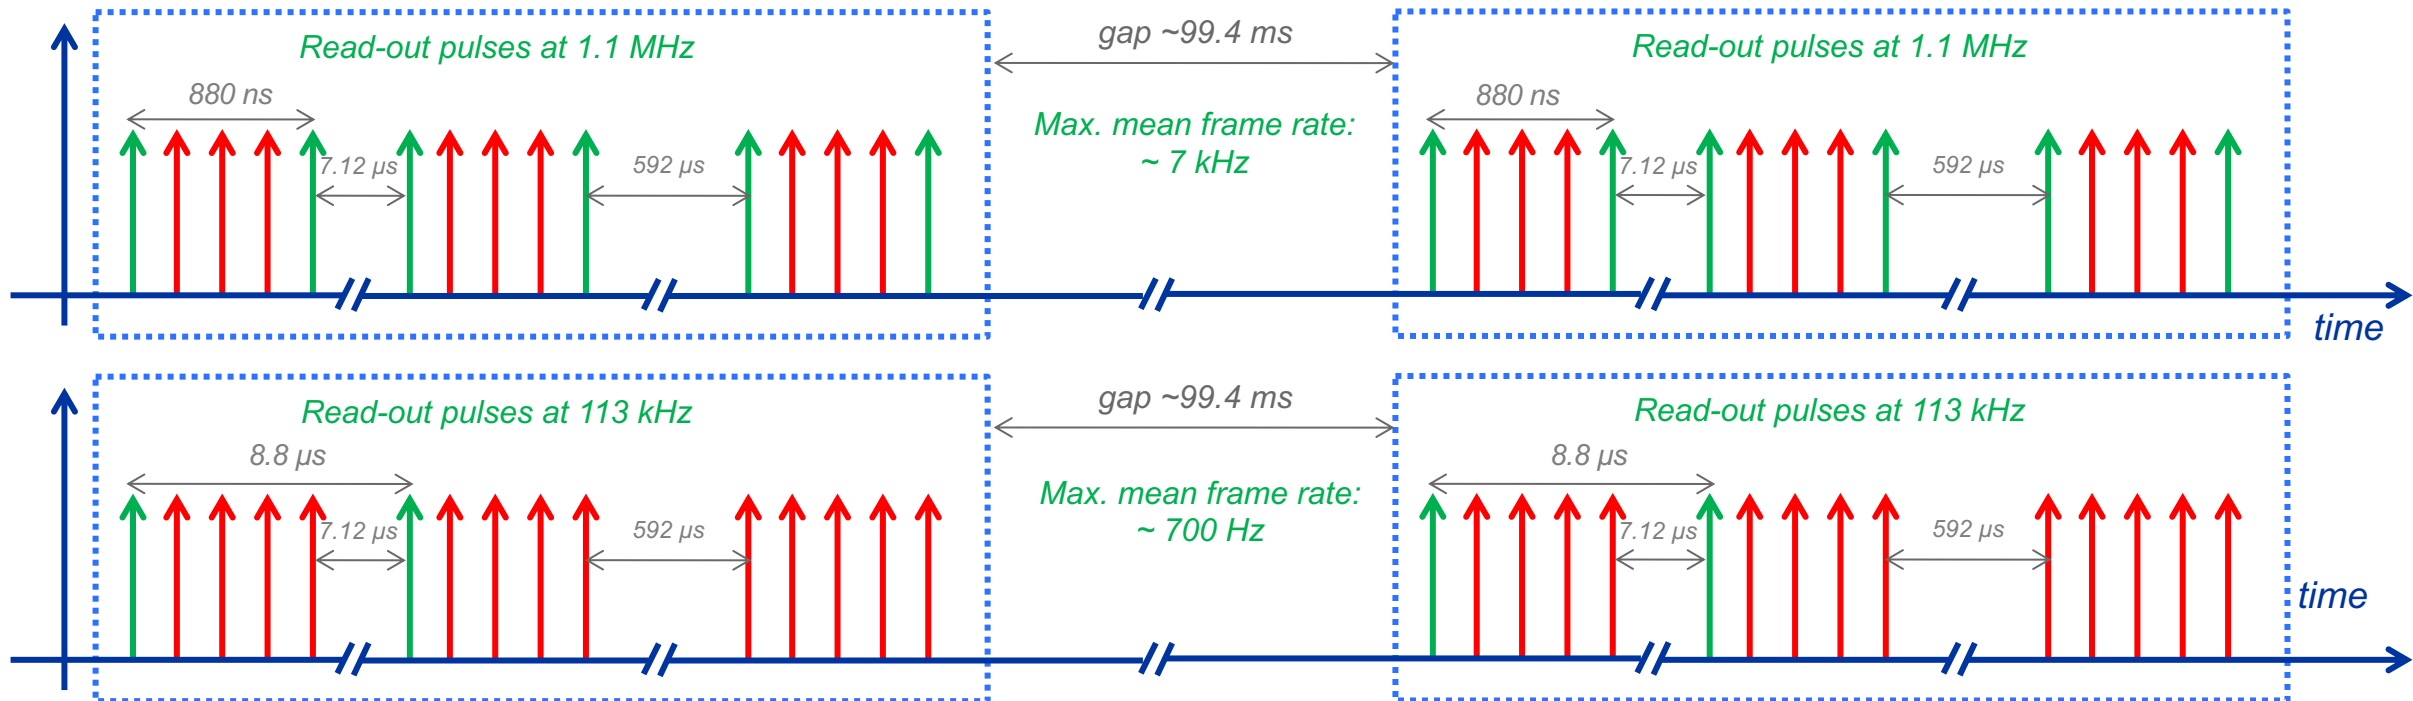 gap ~99.4 ms
Read-out pulses at 1.1 MHz
Read-out pulses at 1.1 MHz
880 ns
880 ns
Max. mean frame rate:
~ 7 kHz
7.12 µs
592 µs
7.12 µs
592 µs
time
gap ~99.4 ms
Read-out pulses at 113 kHz
Read-out pulses at 113 kHz
8.8 µs
8.8 µs
Max. mean frame rate:
~ 700 Hz
7.12 µs
592 µs
7.12 µs
592 µs
time